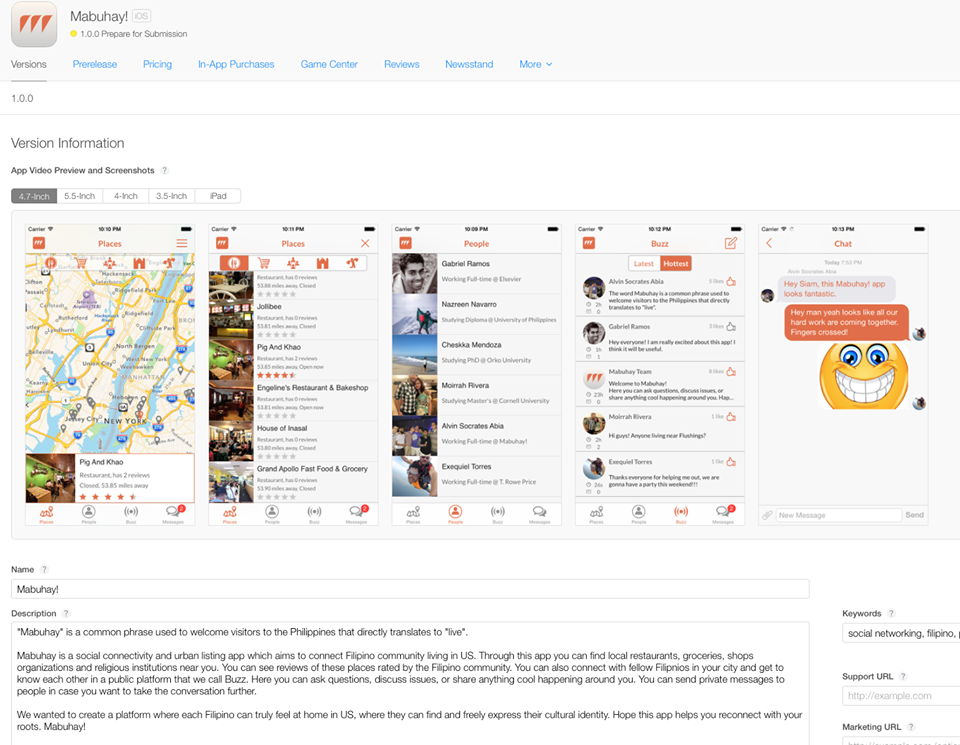 Mabuhay! iOS
1.0.0 Prepare for Submission
Versions Prerelease Pricing In-App Purchases Game Center Reviews Newsstand More
1.0.0
Version Information
App Video Preview and Screenshots ?
4.7-Inch 5.5-Inch 4-Inch 3.5-Inch iPad
Carrier 10:10 PM
Places
NEW YORK
Pig And Khao
Restaurant, has 2 reviews
Closed, 53.85 miles away
Places People Buzz Messages
Carrier 10:11 PM
Places
Restaurant, has 0 reviews
53.88 miles away, Closed
Jollibee
Restaurant, has 0 reviews
53.81 miles away, Closed
Pig And Khao
Restaurant, has 2 reviews
53.85 miles away, Closed
Engeline's Restaurant & Bakeshop
Restaurant, has 0 reviews
53.81 miles away, Open now
House of Inasal
Restaurant, has 0 reviews
53.80 miles away, Closed
Grand Apollo Fast Food & Grocery
Restaurant, has 0 reviews
53.90 miles away, Closed
Places People Buzz Messages
Carrier 10:09 PM
People
Gabriel Ramos
Working Full-time @ Elsevier
Nazreen Navarro
Studying Diploma @ University of Philippines
Cheskka Mendoza
Studying PhD @ Orko University
Moirrah Rivera
Studying Master's @ Cornell University
Alvin Socrates Abia
Working Full-time @ Mabuhay!
Exequiel Torres
Working Full-time @ T. Rowe Price
Places People Buzz Messages
Carrier 10:12 PM
Buzz
Latest Hottest
Alvin Socrates Abia 5 likes
The word Mabuhay is a common phrase used to
welcome visitors to the Philippines that directly
translates to "live".
Gabriel Ramos 3 likes
Hey everyone! I am really excited about this app! I
think it will be useful.
Mabuhay Team 8 likes
Welcome to Mabuhay!
Here you can ask questions, discuss issues, or
share anything cool happening around you. Hap...
Moirrah Rivera 1 like
Hi guys! Anyone living near Flushings?
Exequiel Torres 1 like
Thanks everyone for helping me out, we are
gonna have a party this weekend!!!
Places People Buzz Messages
Carrier 10:13 PM
Chat
Today 7:53 PM
Alvin Socrates Abia
Hey Siam, this Mabuhay! app
looks fantastic.
Hey man yeah looks like all our
hard work are coming together.
Fingers crossed!
New Message Send
Name ?
Mabuhay!
Description ?
"Mabuhay" is a common phrase used to welcome visitors to the Philippines that directly translates to "live".
Mabuhay is a social connectivity and urban listing app which aims to connect Filipino community living in US. Through this app you can find local restaurants, groceries, shops
organizations and religious institutions near you. You can see reviews of these places rated by the Filipino community. You can also connect with fellow Filipnios in your city and get to
know each other in a public platform that we call Buzz. Here you can ask questions, discuss issues, or share anything cool happening around you. You can send private messages to
people in case you want to take the conversation further.
We wanted to create a platform where each Filipino can truly feel at home in US, where they can find and freely express their cultural identity. Hope this app helps you reconnect with your
roots. Mabuhay!
Keywords ?
social networking, filipino,
Support URL ?
http://example.com
Marketing URL ?